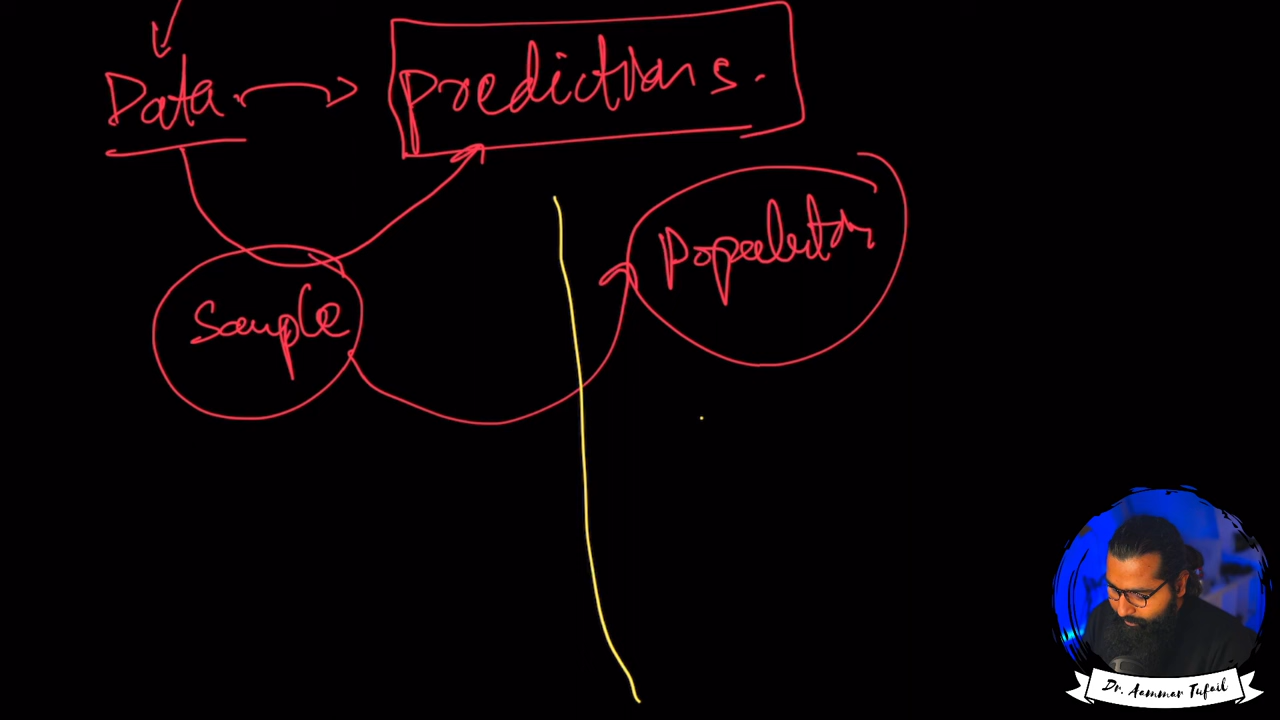 Data
Predictions.
Population
Sample
Dr. Aammar Tufail